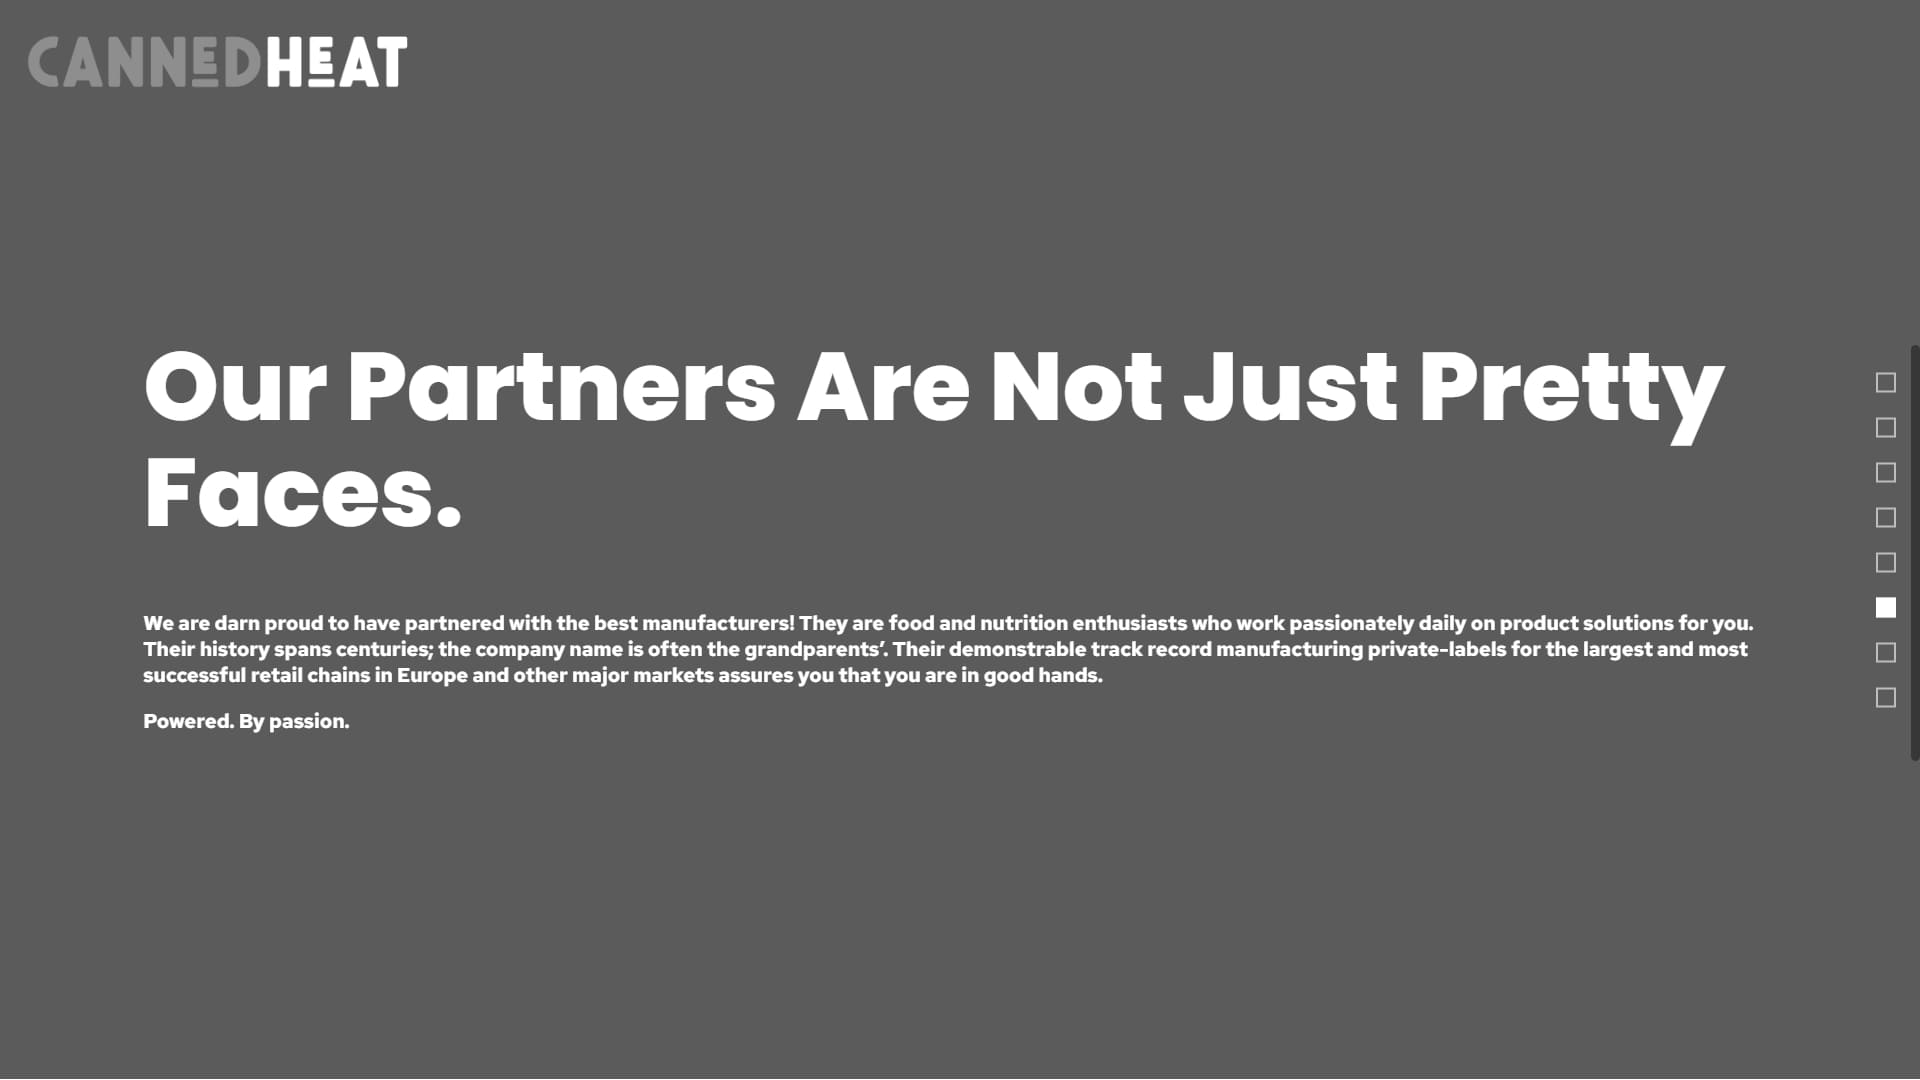 CANNEDHEAT
Our Partners Are Not Just Pretty
Faces.
We are darn proud to have partnered with the best manufacturers! They are food and nutrition enthusiasts who work passionately daily on product solutions for you.
Their history spans centuries; the company name is often the grandparents’. Their demonstrable track record manufacturing private-labels for the largest and most
successful retail chains in Europe and other major markets assures you that you are in good hands.
Powered. By passion.